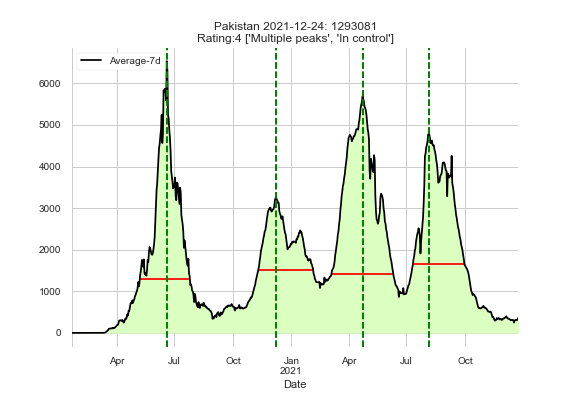 Pakistan 2021-12-24: 1293081
Rating:4 ['Multiple peaks', 'In control']
Average-7d
6000
5000
4000
3000
2000
1000
0
Apr Jul Oct Jan Apr Jul Oct
2021
Date